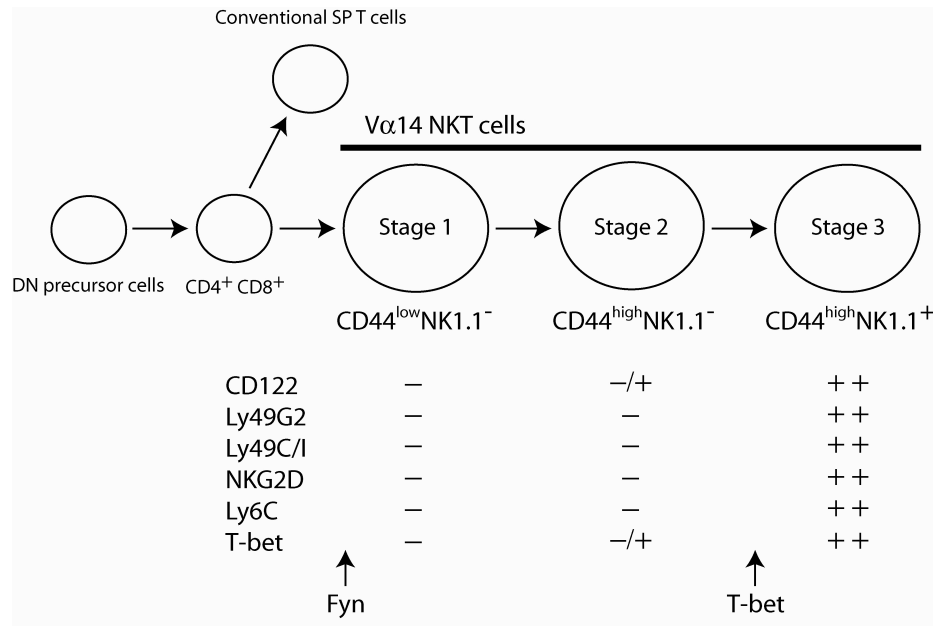 Conventional SP T cells
Vα14 NKT cells
Stage 1 Stage 2 Stage 3
DN precursor cells CD4⁺ CD8⁺
CD44ˡᵒʷNK1.1⁻ CD44ʰⁱᵍʰNK1.1⁻ CD44ʰⁱᵍʰNK1.1⁺
CD122 − −/+ ++
Ly49G2 − − ++
Ly49C/I − − ++
NKG2D − − ++
Ly6C − − ++
T-bet − −/+ ++
Fyn T-bet